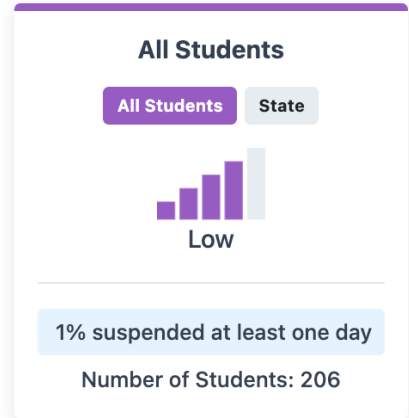 All Students
All Students State
Low
1% suspended at least one day
Number of Students: 206